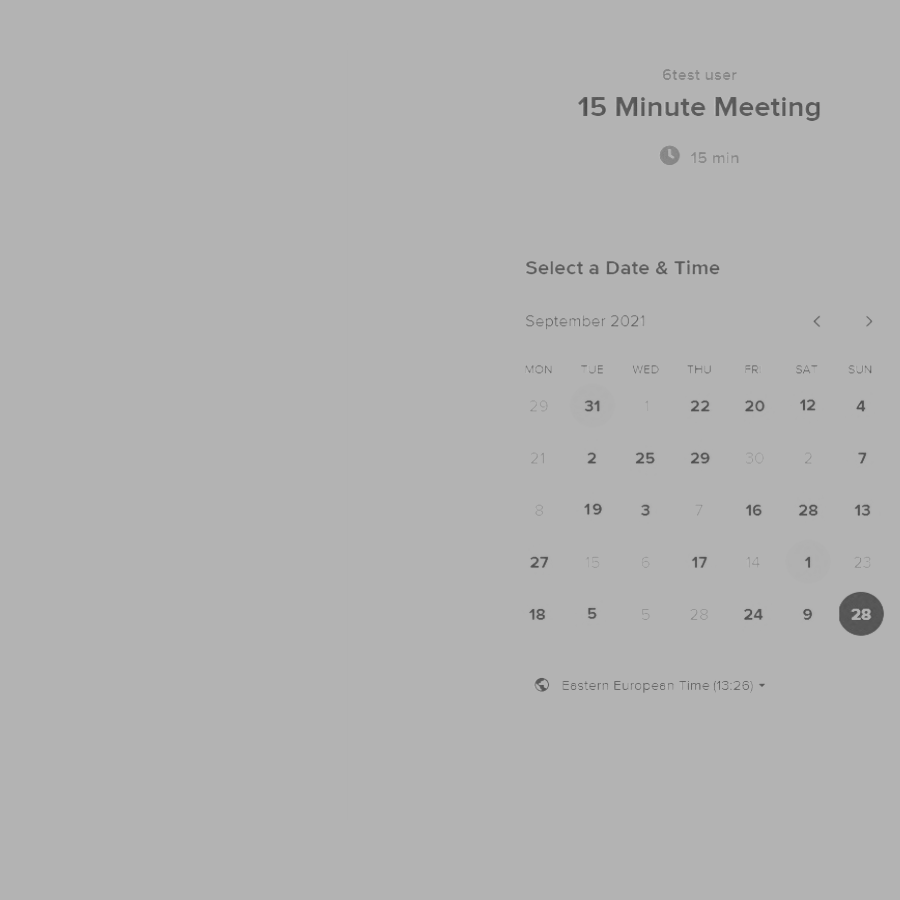 6test user
15 Minute Meeting
15 min
Select a Date & Time
September 2021
MON TUE WED THU FRI SAT SUN
29 31 1 22 20 12 4
21 2 25 29 30 2 7
8 19 3 7 16 28 13
27 15 6 17 14 1 23
18 5 5 28 24 9 28
Eastern European Time (13:26)